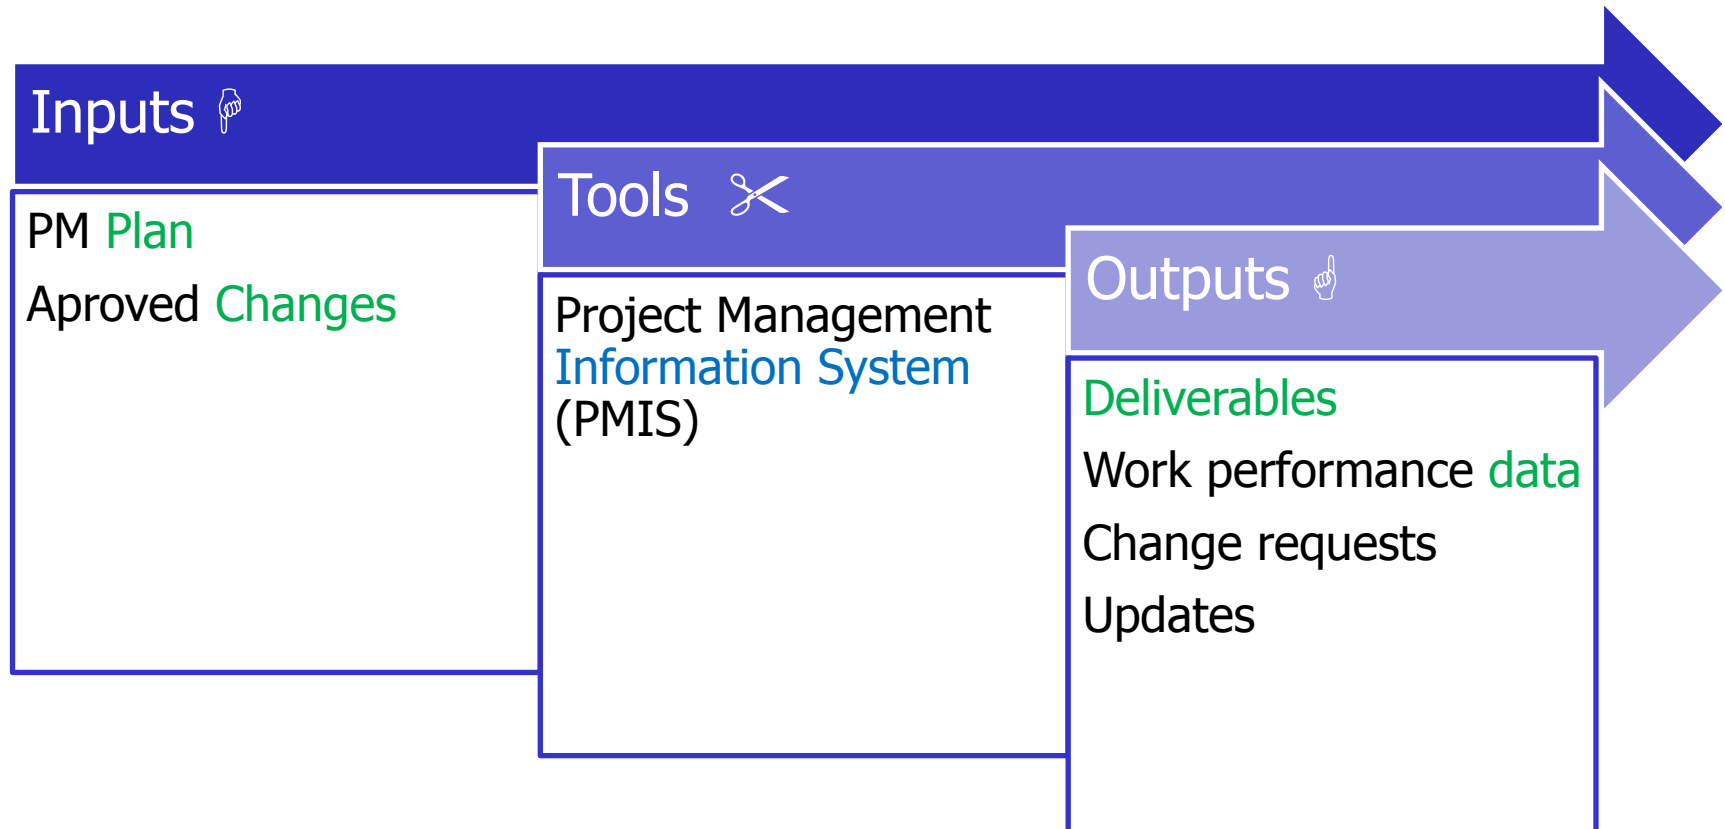 Inputs
PM Plan
Aproved Changes
Tools
Project Management
Information System
(PMIS)
Outputs
Deliverables
Work performance data
Change requests
Updates